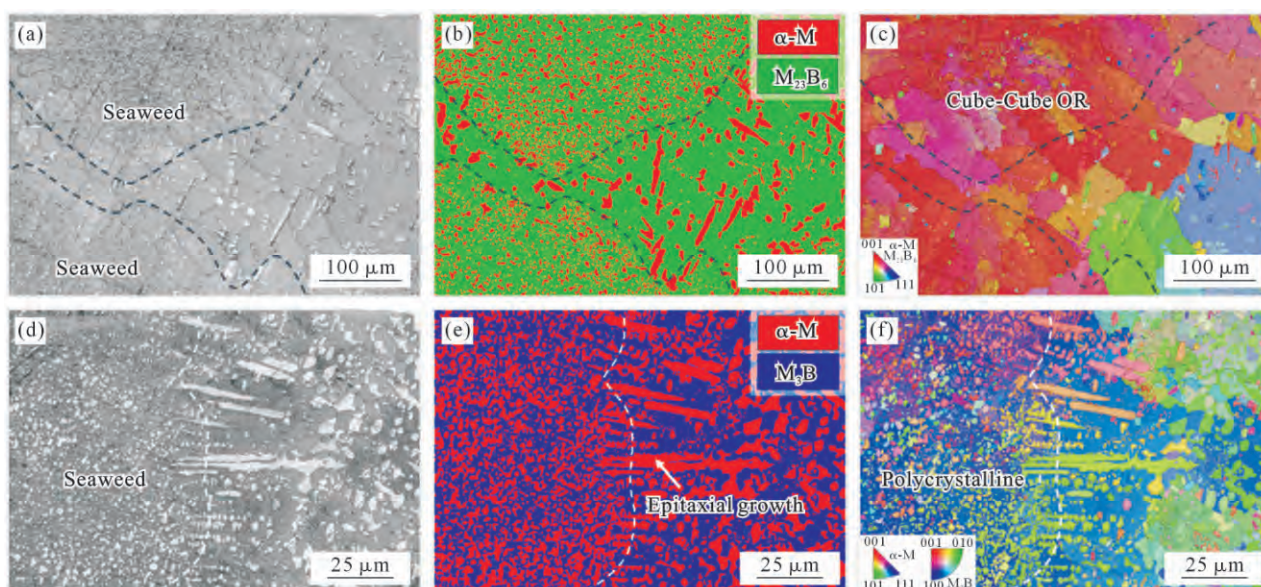 (a)
Seaweed
Seaweed
100 μm
(b)
α-M
M₂₃B₆
100 μm
(c)
Cube-Cube OR
001 α-M
M₂₃B₆
101 111
100 μm
(d)
Seaweed
25 μm
(e)
α-M
M₃B
Epitaxial growth
25 μm
(f)
Polycrystalline
001
α-M
101 111
001 010
100 M₃B
25 μm